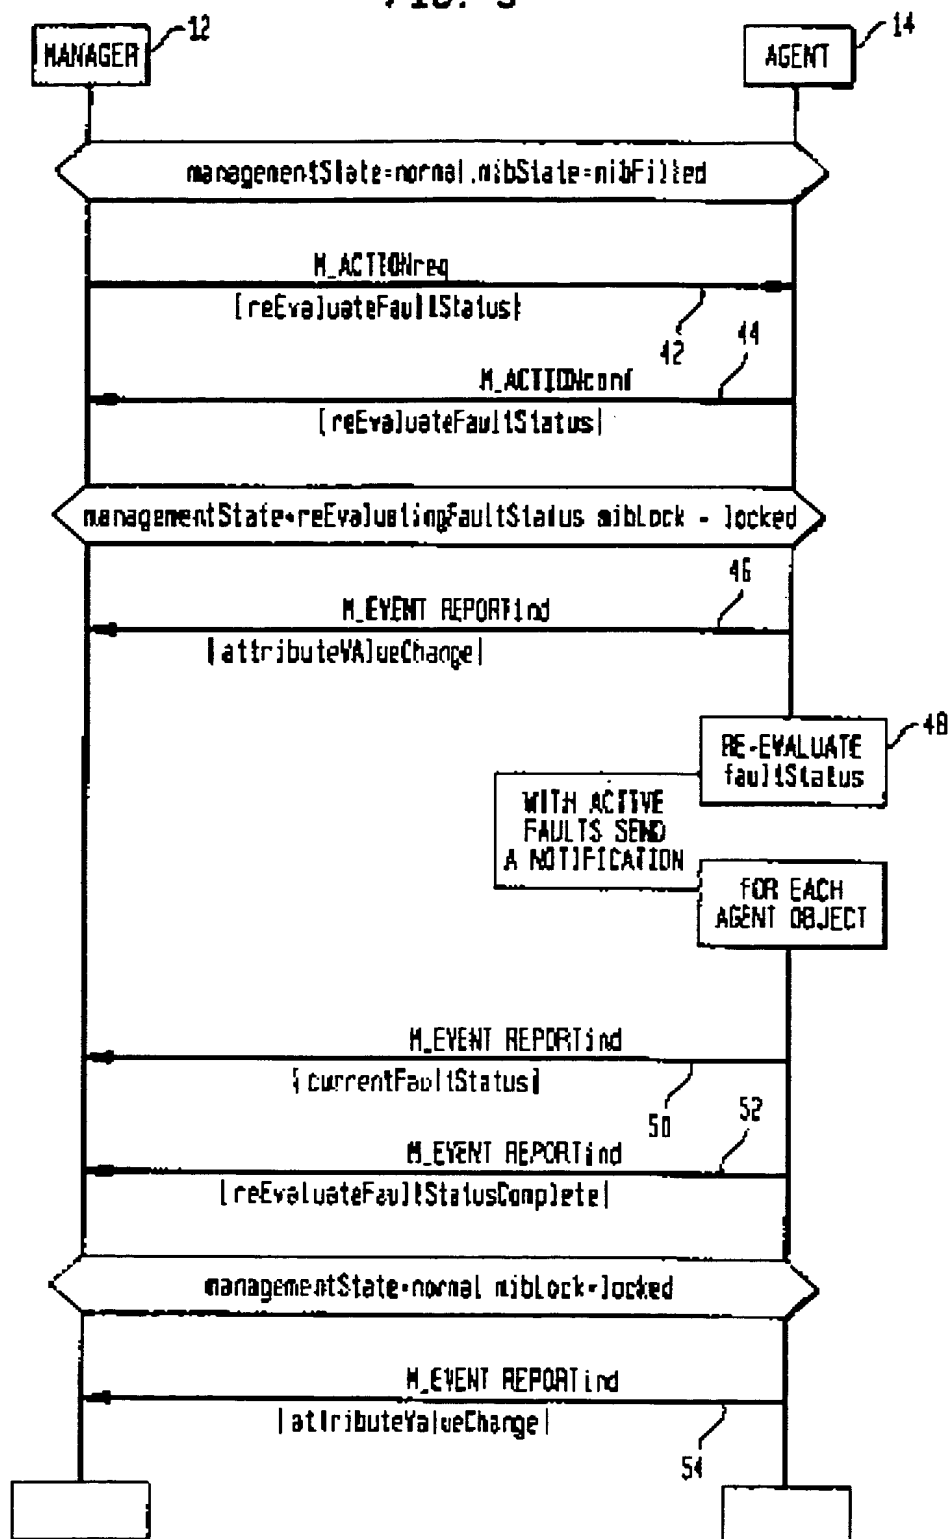 MANAGER
12
AGENT
14
managementState=normal.mibState=mibFilled
M_ACTIONreq
[reEvaluateFaultStatus]
42
44
M_ACTIONconf
[reEvaluateFaultStatus]
managementState=reEvaluatingFaultStatus mibLock - locked
46
M_EVENT REPORTind
[attributeVAlueChange]
RE-EVALUATE
faultStatus
48
WITH ACTIVE
FAULTS SEND
A NOTIFICATION
FOR EACH
AGENT OBJECT
M_EVENT REPORTind
[currentFaultStatus]
50
52
M_EVENT REPORTind
[reEvaluateFaultStatusComplete]
managementState=normal mibLock=locked
M_EVENT REPORTind
[attributeValueChange]
54